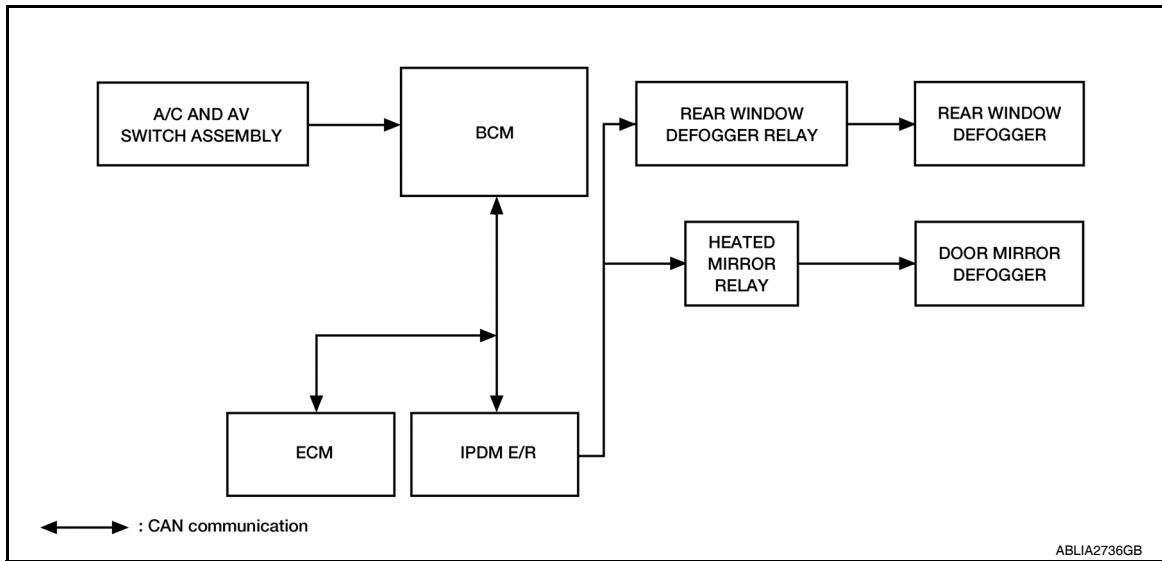 A/C AND AV
SWITCH ASSEMBLY
BCM
REAR WINDOW
DEFOGGER RELAY
REAR WINDOW
DEFOGGER
HEATED
MIRROR
RELAY
DOOR MIRROR
DEFOGGER
ECM
IPDM E/R
: CAN communication
ABLIA2736GB